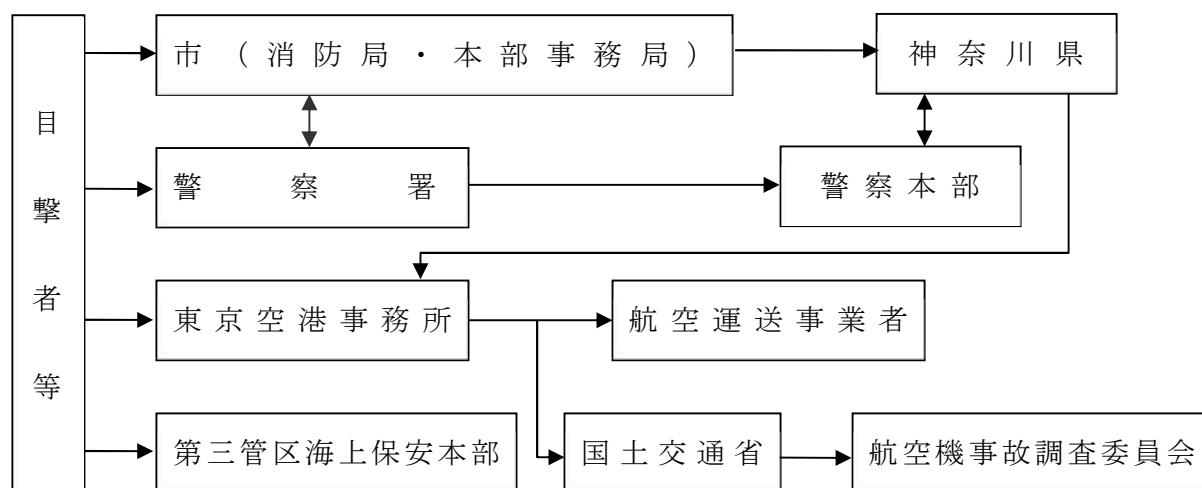 目撃者等
市（消防局・本部事務局）
神奈川県
警察署
警察本部
東京空港事務所
航空運送事業者
第三管区海上保安本部
国土交通省
航空機事故調査委員会